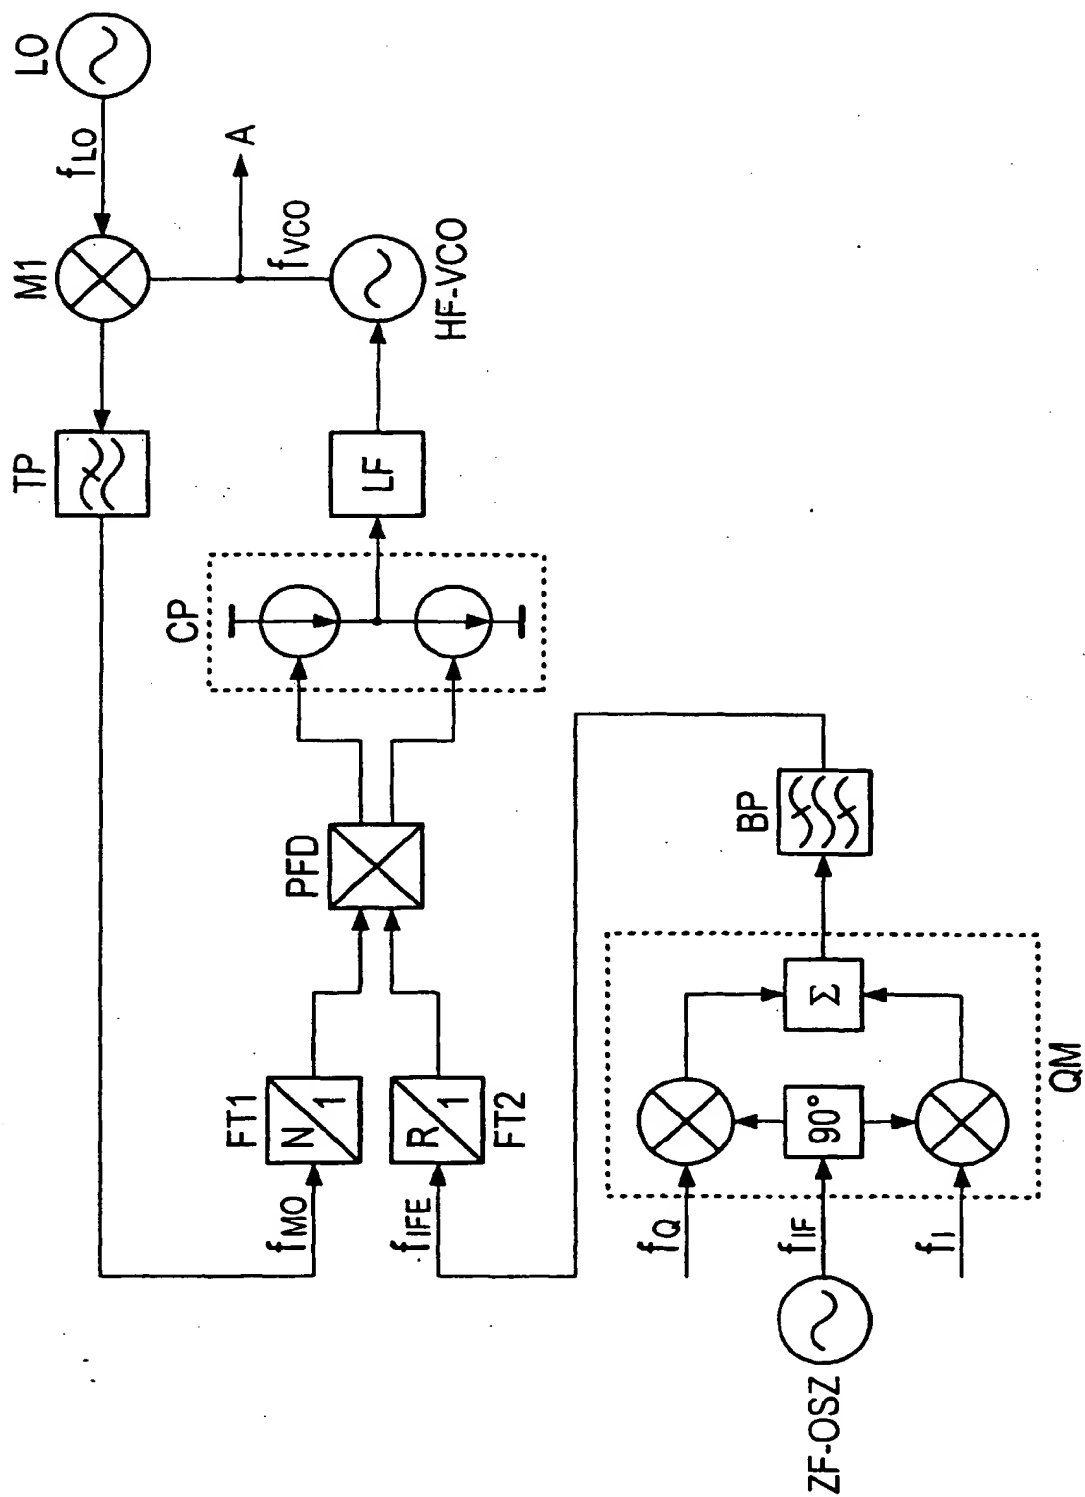 LO
f_LO
M1
A
f_VCO
HF-VCO
TP
LF
CP
PFD
FT1
N
1
R
1
FT2
f_MO
f_IFE
BP
Σ
90°
QM
f_Q
f_IF
f_I
ZF-OSZ